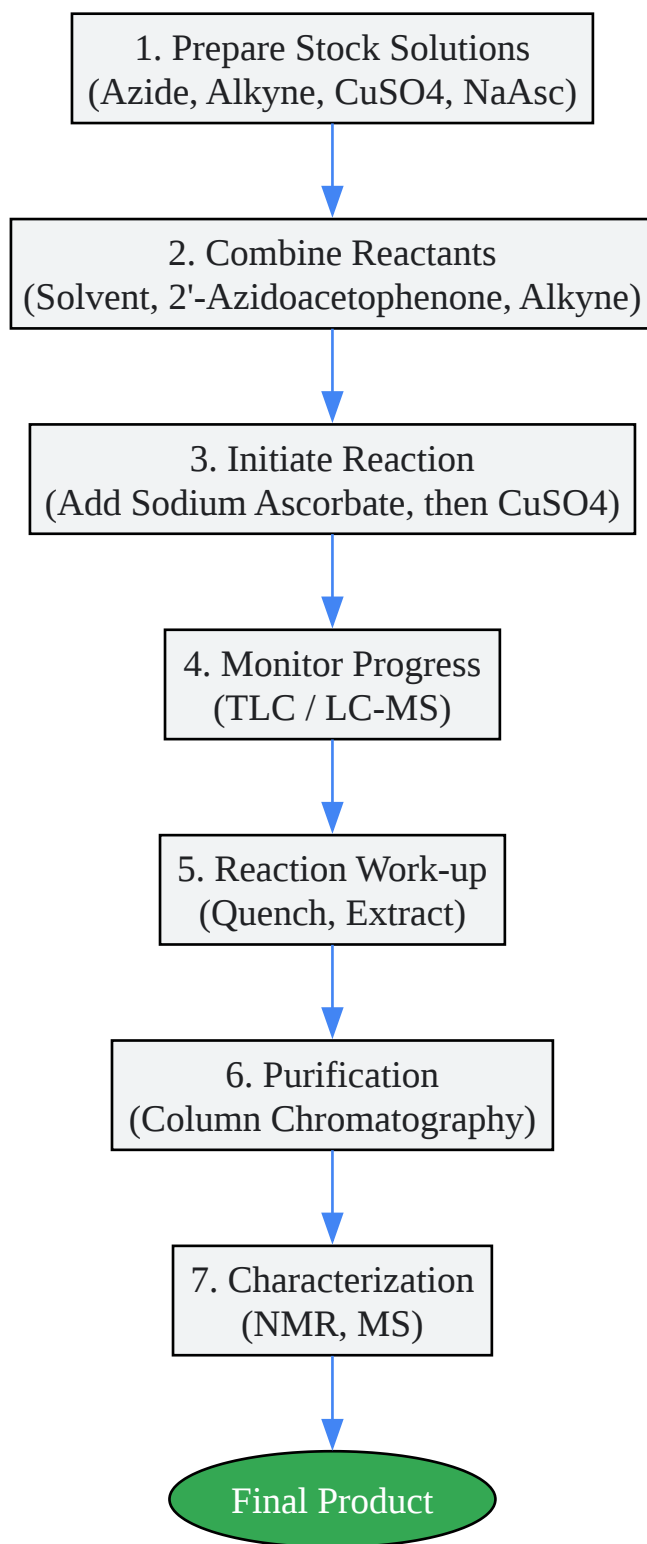 1. Prepare Stock Solutions
(Azide, Alkyne, CuSO4, NaAsc)
2. Combine Reactants
(Solvent, 2'-Azidoacetophenone, Alkyne)
3. Initiate Reaction
(Add Sodium Ascorbate, then CuSO4)
4. Monitor Progress
(TLC / LC-MS)
5. Reaction Work-up
(Quench, Extract)
6. Purification
(Column Chromatography)
7. Characterization
(NMR, MS)
Final Product